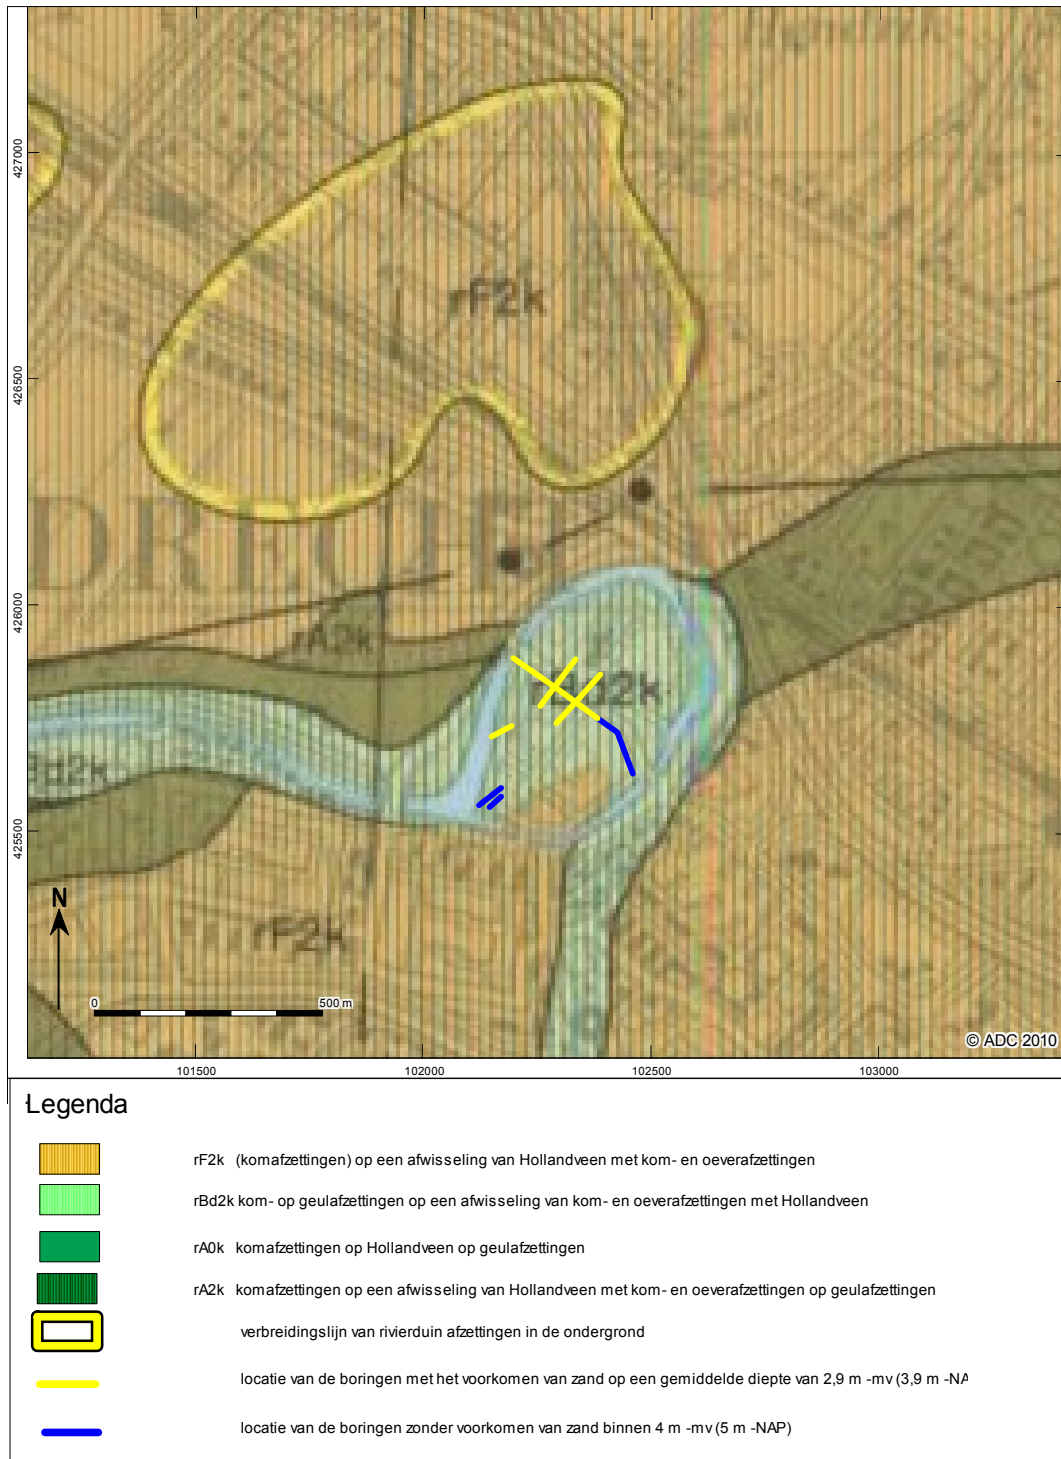 427000
426500
426000
425500
rF2k
rA0k
Bd2k
rF2k
N
0
500 m
© ADC 2010
101500
102000
102500
103000
Legenda
rF2k (komafzettingen) op een afwisseling van Hollandveen met kom- en oeverafzettingen
rBd2k kom- op geulafzettingen op een afwisseling van kom- en oeverafzettingen met Hollandveen
rA0k komafzettingen op Hollandveen op geulafzettingen
rA2k komafzettingen op een afwisseling van Hollandveen met kom- en oeverafzettingen op geulafzettingen
verbreidingslijn van rivierduin afzettingen in de ondergrond
locatie van de boringen met het voorkomen van zand op een gemiddelde diepte van 2,9 m -mv (3,9 m -NA
locatie van de boringen zonder voorkomen van zand binnen 4 m -mv (5 m -NAP)